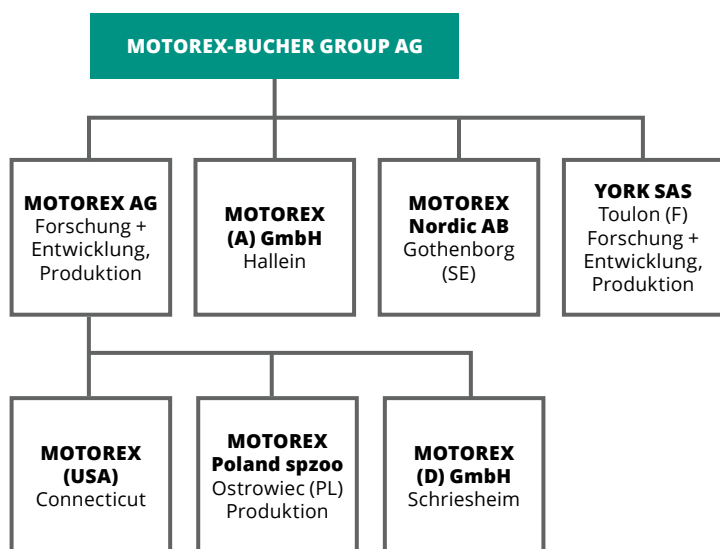 MOTOREX-BUCHER GROUP AG
MOTOREX AG
Forschung +
Entwicklung,
Produktion
MOTOREX
(A) GmbH
Hallein
MOTOREX
Nordic AB
Gothenborg
(SE)
YORK SAS
Toulon (F)
Forschung +
Entwicklung,
Produktion
MOTOREX
(USA)
Connecticut
MOTOREX
Poland spzoo
Ostrowiec (PL)
Produktion
MOTOREX
(D) GmbH
Schriesheim